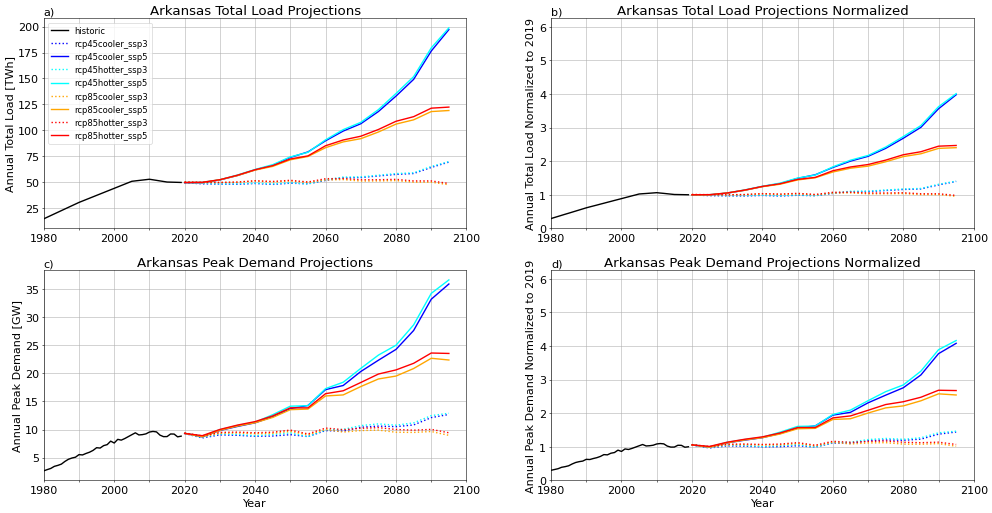 a) Arkansas Total Load Projections
Annual Total Load [TWh]
200
175
150
125
100
75
50
25
historic
rcp45cooler_ssp3
rcp45cooler_ssp5
rcp45hotter_ssp3
rcp45hotter_ssp5
rcp85cooler_ssp3
rcp85cooler_ssp5
rcp85hotter_ssp3
rcp85hotter_ssp5
1980 2000 2020 2040 2060 2080 2100
b) Arkansas Total Load Projections Normalized
Annual Total Load Normalized to 2019
6
5
4
3
2
1
0
1980 2000 2020 2040 2060 2080 2100
c) Arkansas Peak Demand Projections
Annual Peak Demand [GW]
35
30
25
20
15
10
5
1980 2000 2020 2040 2060 2080 2100
Year
d) Arkansas Peak Demand Projections Normalized
Annual Peak Demand Normalized to 2019
6
5
4
3
2
1
0
1980 2000 2020 2040 2060 2080 2100
Year